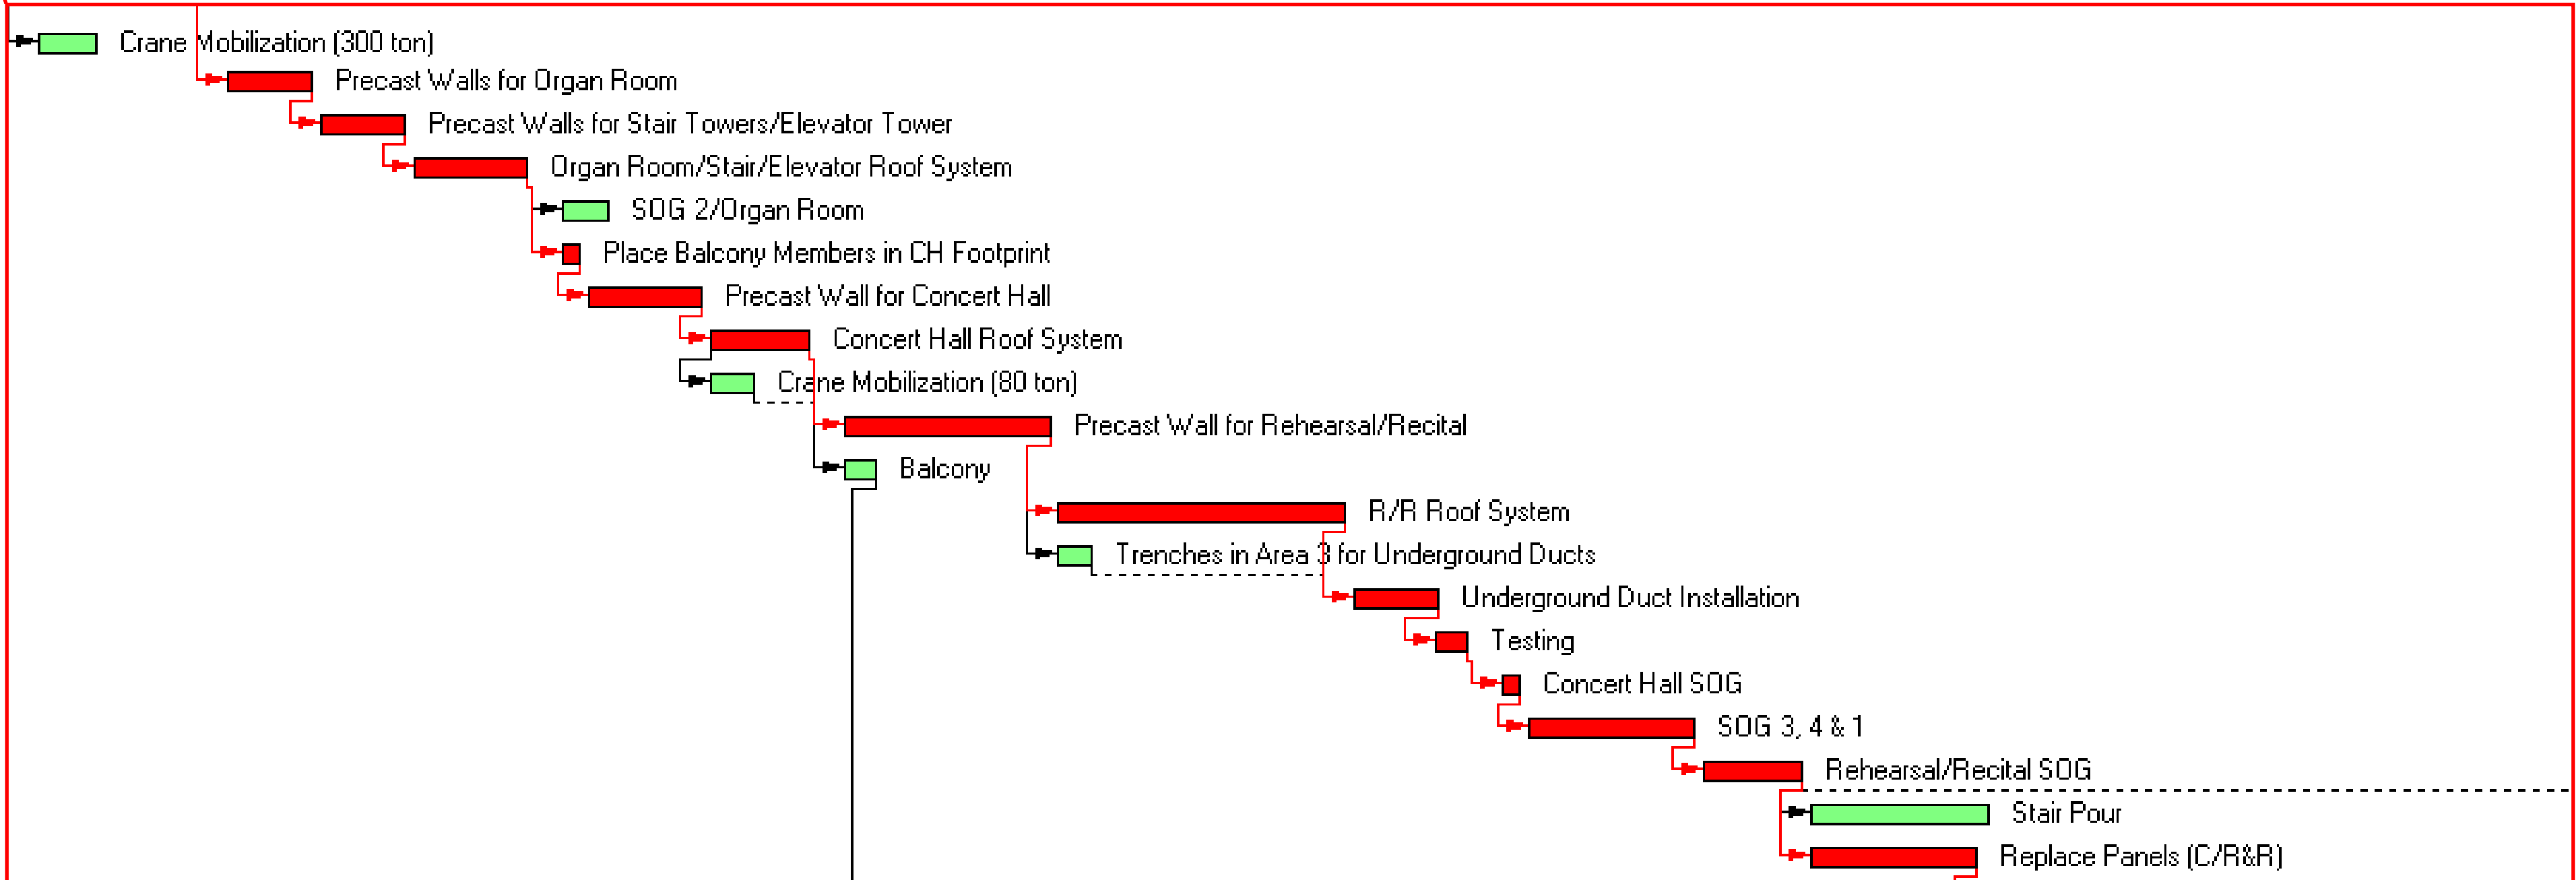 Crane Mobilization (300 ton)
Precast Walls for Organ Room
Precast Walls for Stair Towers/Elevator Tower
Organ Room/Stair/Elevator Roof System
SOG 2/Organ Room
Place Balcony Members in CH Footprint
Precast Wall for Concert Hall
Concert Hall Roof System
Crane Mobilization (80 ton)
Precast Wall for Rehearsal/Recital
Balcony
R/R Roof System
Trenches in Area 3 for Underground Ducts
Underground Duct Installation
Testing
Concert Hall SOG
SOG 3, 4 & 1
Rehearsal/Recital SOG
Stair Pour
Replace Panels (C/R&R)